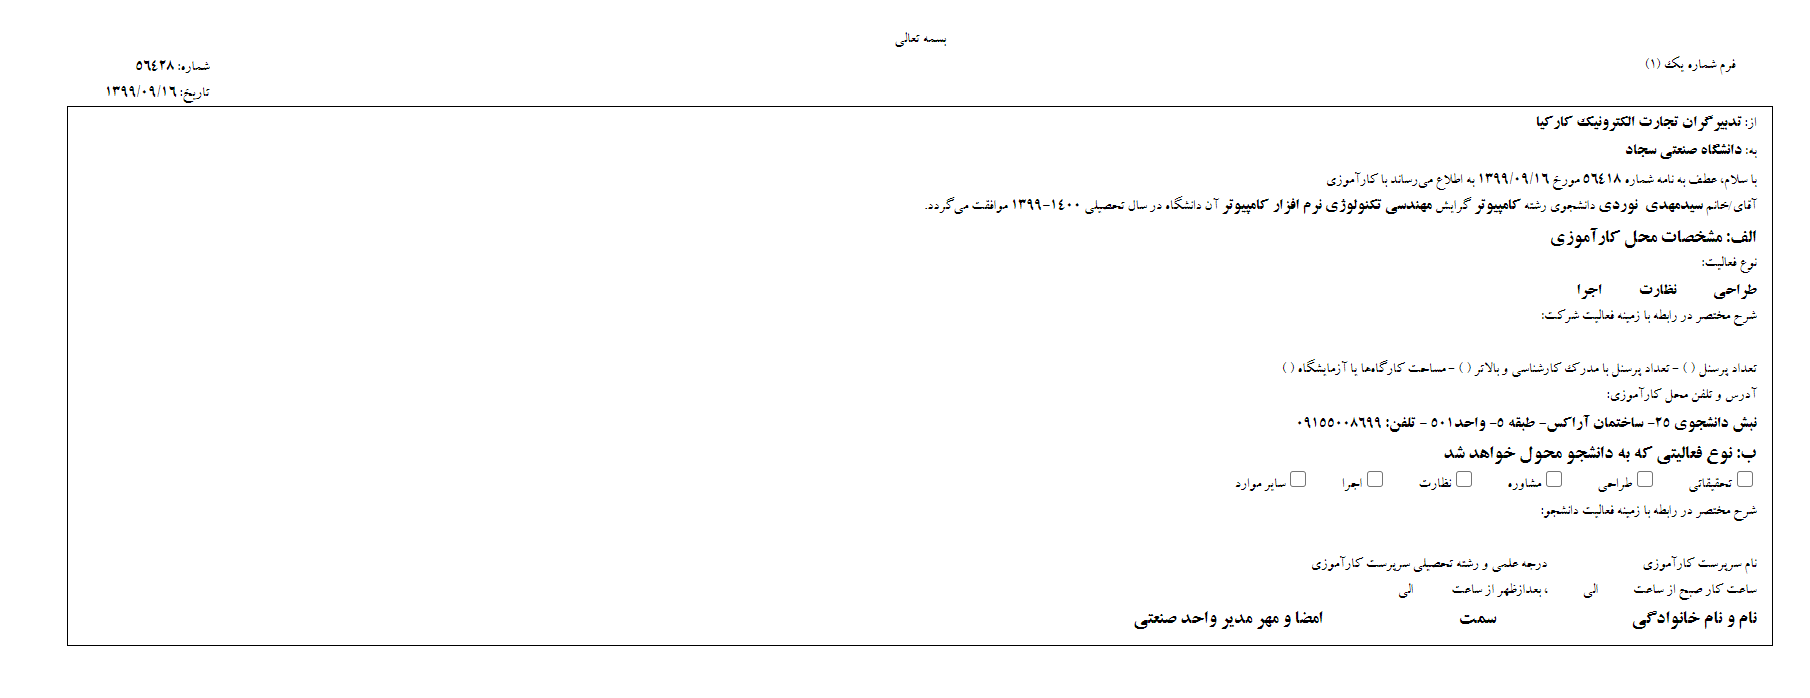 بسمه تعالی
فرم شماره یک (۱)
شماره: ۵۶۴۲۸
تاریخ: ۱۳۹۹/۰۹/۱۶
از: تدبیرگران تجارت الکترونیک کارکیا
به: دانشگاه صنعتی سجاد
با سلام، عطف به نامه شماره ۵۶۴۱۸ مورخ ۱۳۹۹/۰۹/۱۶ به اطلاع می‌رساند با کارآموزی
آقای/خانم سیدمهدی نوردی دانشجوی رشته کامپیوتر گرایش مهندسی تکنولوژی نرم افزار کامپیوتر آن دانشگاه در سال تحصیلی ۱۴۰۰-۱۳۹۹ موافقت می‌گردد.
الف: مشخصات محل کارآموزی
نوع فعالیت:
طراحی نظارت اجرا
شرح مختصر در رابطه با زمینه فعالیت شرکت:
تعداد پرسنل ( ) - تعداد پرسنل با مدرک کارشناسی و بالاتر ( ) - مساحت کارگاه‌ها یا آزمایشگاه ( )
آدرس و تلفن محل کارآموزی:
نبش دانشجوی ۲۵- ساختمان آراکس- طبقه ۵- واحد۵۰۱ - تلفن: ۰۹۱۵۵۰۰۸۶۹۹
ب: نوع فعالیتی که به دانشجو محول خواهد شد
تحقیقاتی طراحی مشاوره نظارت اجرا سایر موارد
شرح مختصر در رابطه با زمینه فعالیت دانشجو:
نام سرپرست کارآموزی درجه علمی و رشته تحصیلی سرپرست کارآموزی
ساعت کار صبح از ساعت الی ، بعدازظهر از ساعت الی
نام و نام خانوادگی سمت امضا و مهر مدیر واحد صنعتی